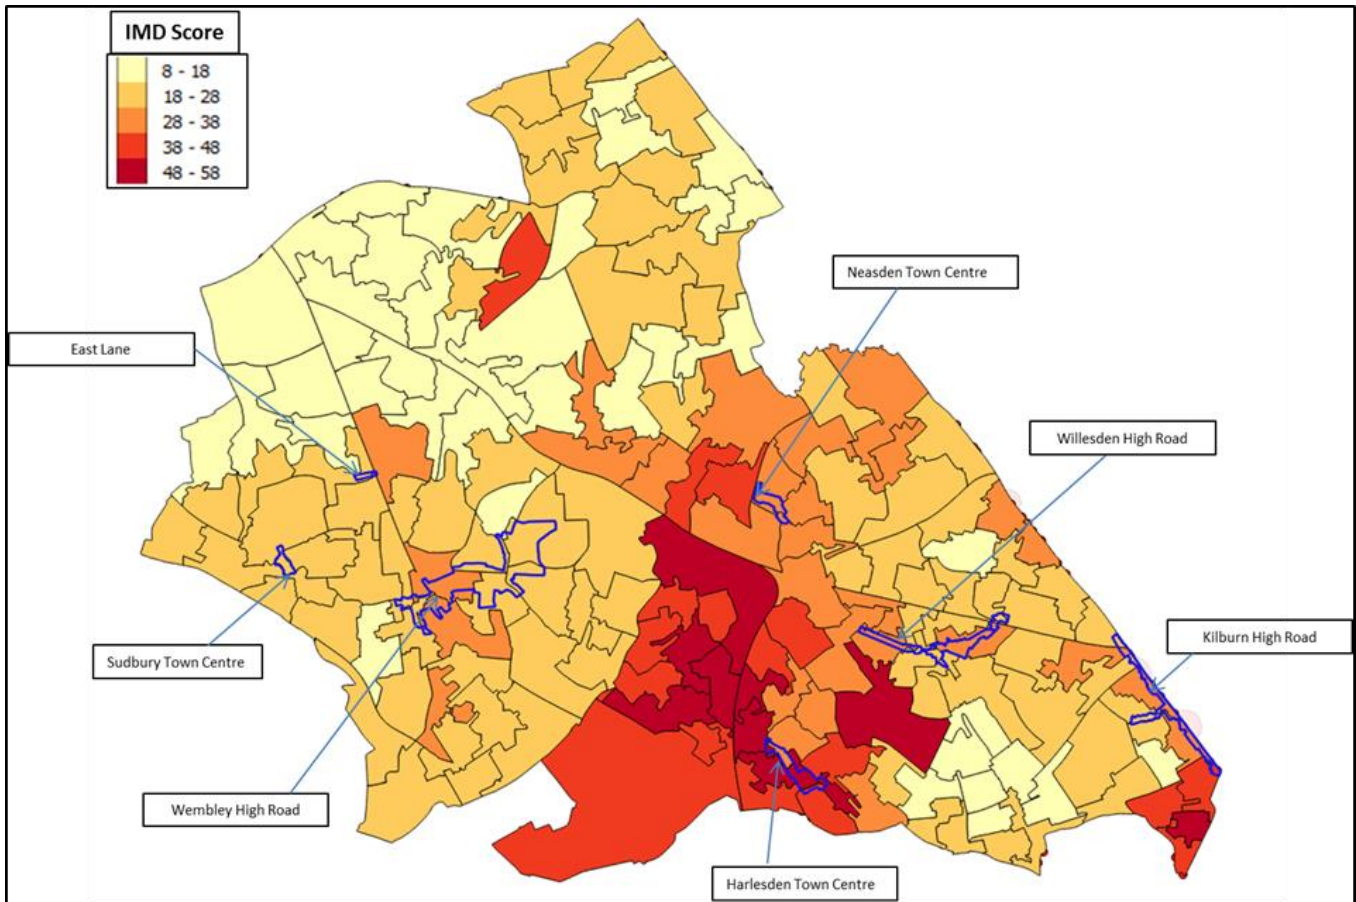 IMD Score
8 - 18
18 - 28
28 - 38
38 - 48
48 - 58
Neasden Town Centre
East Lane
Willesden High Road
Kilburn High Road
Sudbury Town Centre
Wembley High Road
Harlesden Town Centre